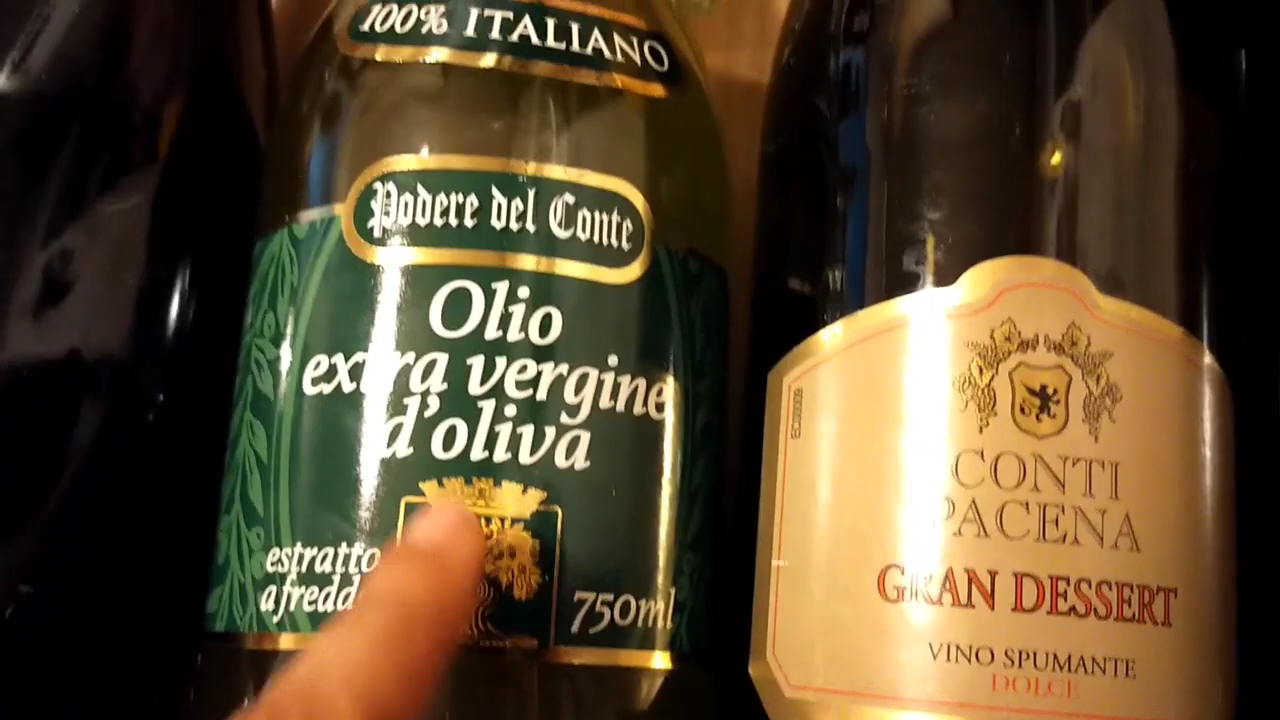 100% ITALIANO
Podere del Conte
Olio
extra vergine
d'oliva
estratto
a fredd
750ml
CONTI
PACENA
GRAN DESSERT
VINO SPUMANTE
DOLCE